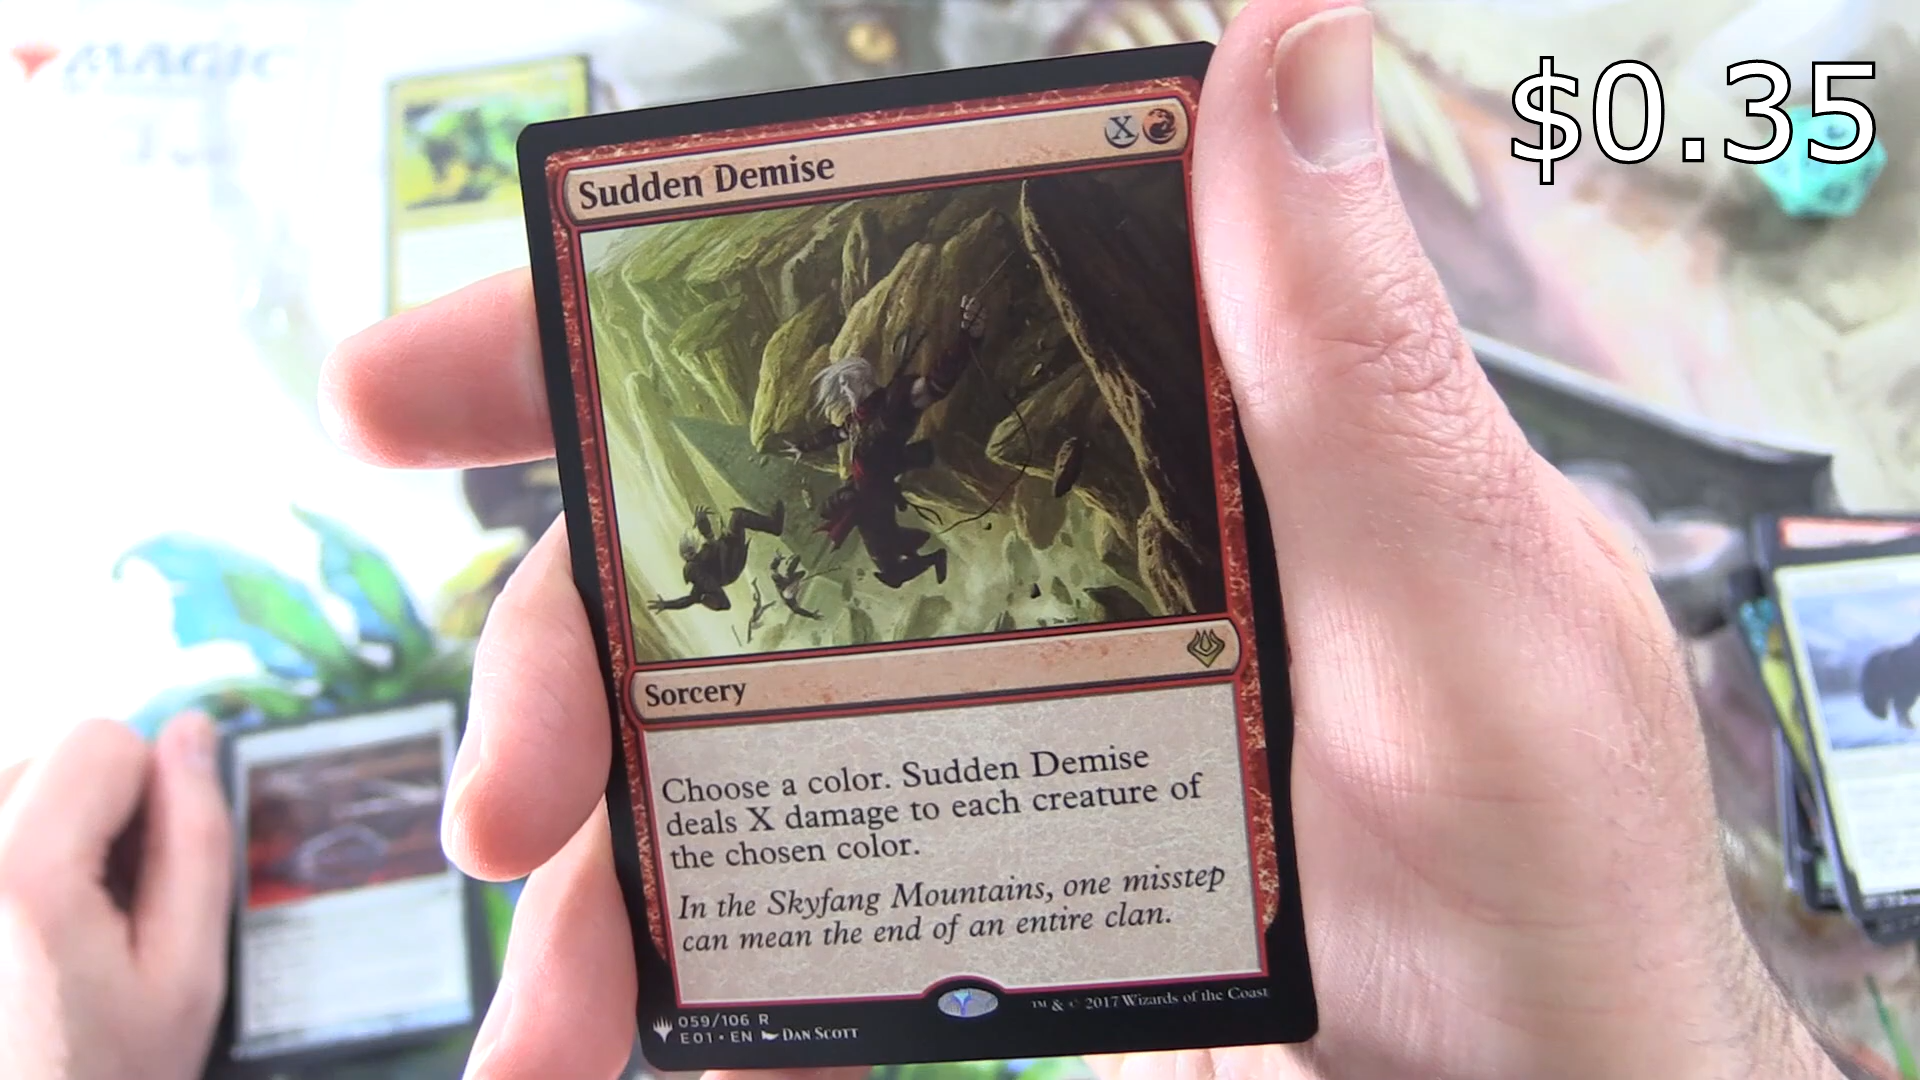 MAGIC
$0.35
Sudden Demise
X
Sorcery
Choose a color. Sudden Demise
deals X damage to each creature of
the chosen color.
In the Skyfang Mountains, one misstep
can mean the end of an entire clan.
059/106 R
E01 • EN DAN SCOTT
™ & © 2017 Wizards of the Coast